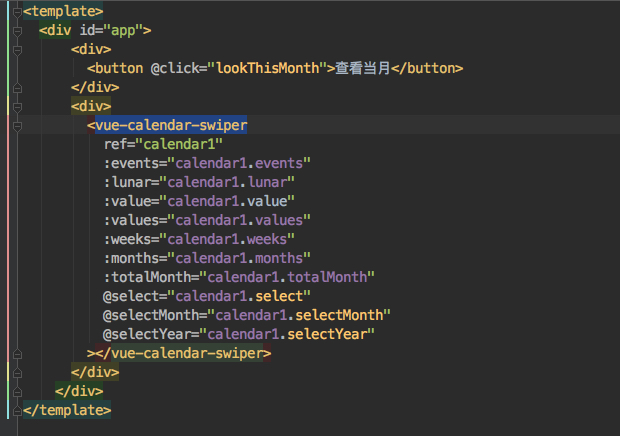 <template>
<div id="app">
<div>
<button @click="lookThisMonth">查看当月</button>
</div>
<div>
<vue-calendar-swiper
ref="calendar1"
:events="calendar1.events"
:lunar="calendar1.lunar"
:value="calendar1.value"
:values="calendar1.values"
:weeks="calendar1.weeks"
:months="calendar1.months"
:totalMonth="calendar1.totalMonth"
@select="calendar1.select"
@selectMonth="calendar1.selectMonth"
@selectYear="calendar1.selectYear"
></vue-calendar-swiper>
</div>
</div>
</template>